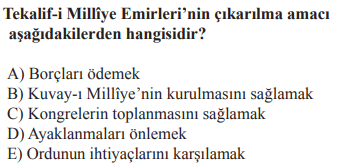 Tekalif-i Millîye Emirleri’nin çıkarılma amacı
aşağıdakilerden hangisidir?
A) Borçları ödemek
B) Kuvay-ı Millîye’nin kurulmasını sağlamak
C) Kongrelerin toplanmasını sağlamak
D) Ayaklanmaları önlemek
E) Ordunun ihtiyaçlarını karşılamak